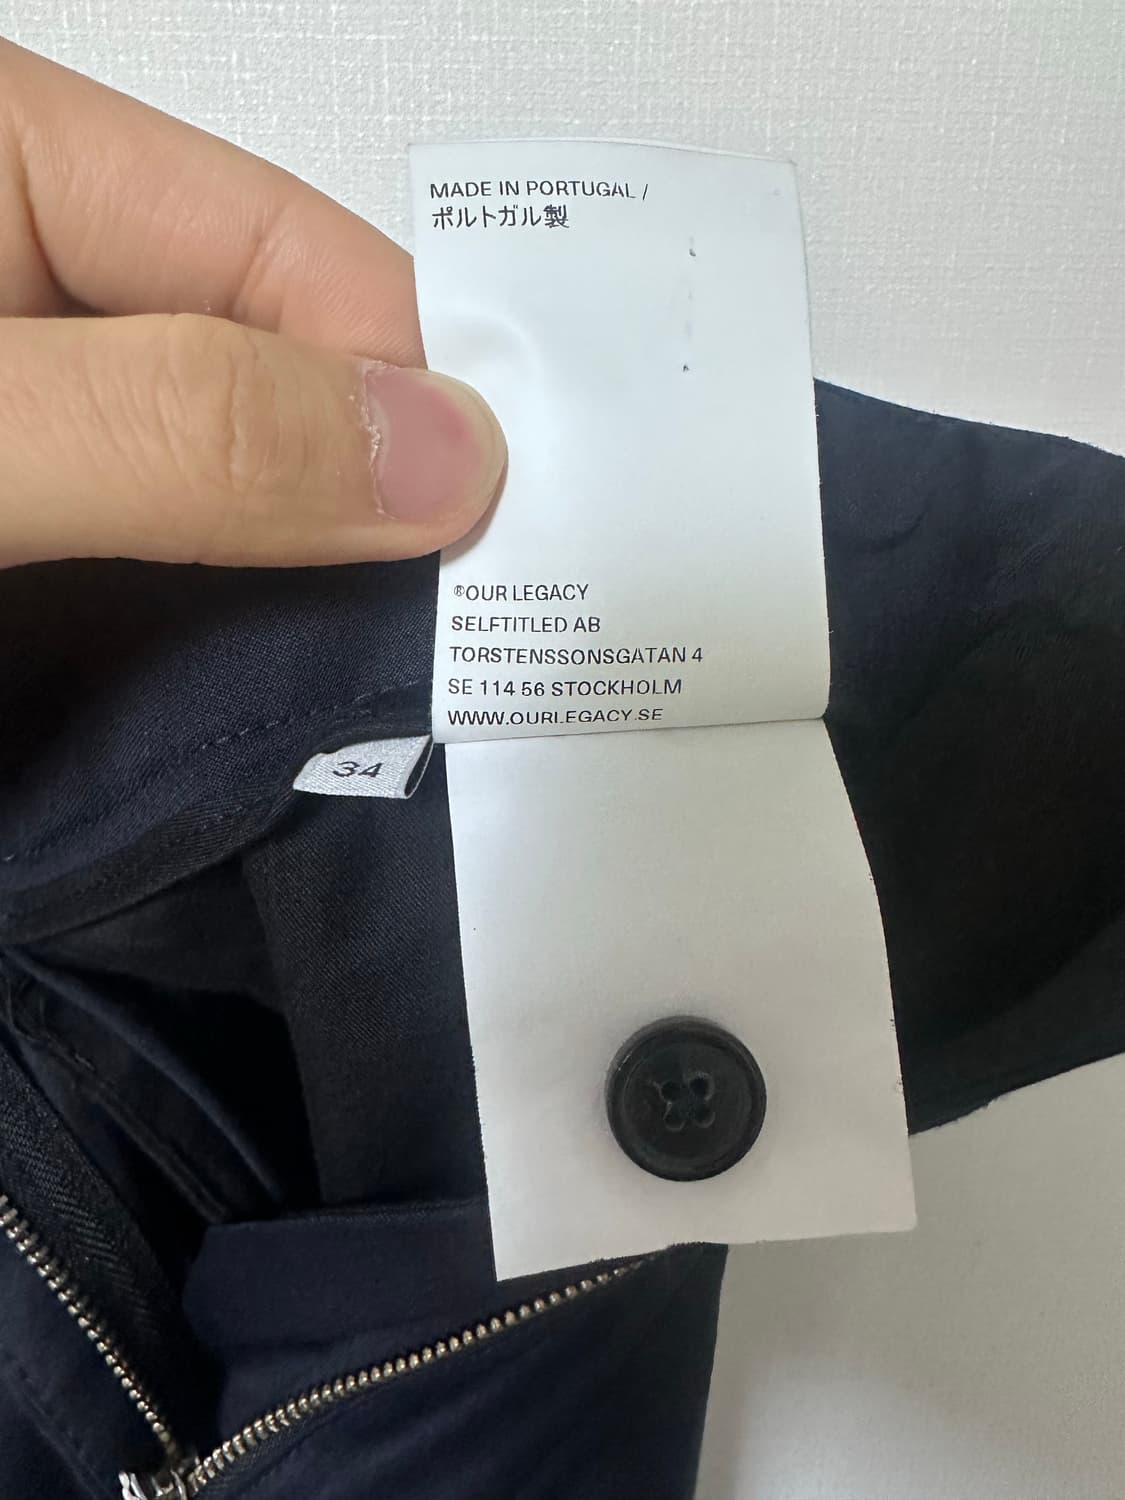 MADE IN PORTUGAL /
ポルトガル製
®OUR LEGACY
SELFTITLED AB
TORSTENSSONSGATAN 4
SE 114 56 STOCKHOLM
WWW.OURLEGACY.SE
34